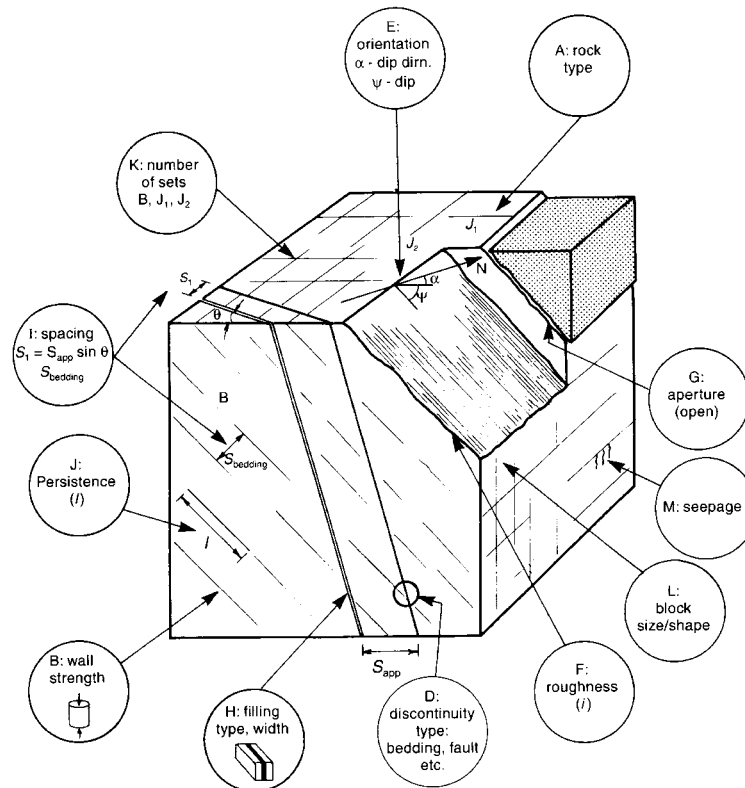 E:
orientation
α - dip dirn.
ψ - dip
A: rock
type
K: number
of sets
B, J₁, J₂
J₁
J₂
N
α
ψ
S₁
θ
I: spacing
S₁ = Sapp sin θ
Sbedding
B
Sbedding
G:
aperture
(open)
J:
Persistence
(l)
l
M: seepage
L:
block
size/shape
B: wall
strength
Sapp
H: filling
type, width
D:
discontinuity
type:
bedding, fault
etc.
F:
roughness
(i)